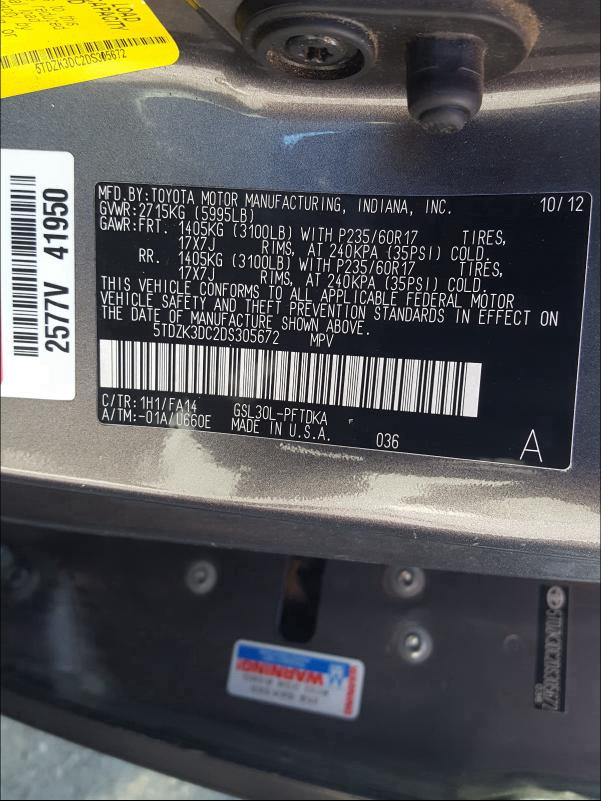 LOAD
CAPACITY
5TDZK3DC2DS305672
2577V 41950
MFD.BY:TOYOTA MOTOR MANUFACTURING, INDIANA, INC. 10/12
GVWR:2715KG (5995LB)
GAWR:FRT. 1405KG (3100LB) WITH P235/60R17 TIRES,
17X7J RIMS, AT 240KPA (35PSI) COLD.
RR. 1405KG (3100LB) WITH P235/60R17 TIRES,
17X7J RIMS, AT 240KPA (35PSI) COLD.
THIS VEHICLE CONFORMS TO ALL APPLICABLE FEDERAL MOTOR
VEHICLE SAFETY AND THEFT PREVENTION STANDARDS IN EFFECT ON
THE DATE OF MANUFACTURE SHOWN ABOVE.
5TDZK3DC2DS305672 MPV
C/TR:1H1/FA14 GSL30L-PFTDKA F
A/TM:-01A/U660E MADE IN U.S.A. 036
A
WARNING!